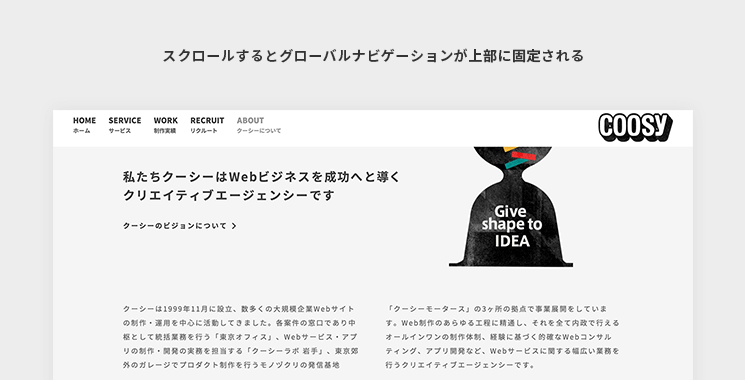 スクロールするとグローバルナビゲーションが上部に固定される
HOME SERVICE WORK RECRUIT ABOUT
ホーム サービス 制作実績 リクルート クーシーについて
COOSY
私たちクーシーはWebビジネスを成功へと導く
クリエイティブエージェンシーです
クーシーのビジョンについて
Give
shape to
IDEA
クーシーは1999年11月に設立、数多くの大規模企業Webサイト
の制作・運用を中心に活動してきました。各案件の窓口であり中
枢として統括業務を行う「東京オフィス」、Webサービス・アプ
リの制作・開発の実務を担当する「クーシーラボ 岩手」、東京郊
外のガレージでプロダクト制作を行うモノヅクリの発信基地
「クーシーモータース」の3ヶ所の拠点で事業展開をしていま
す。Web制作のあらゆる工程に精通し、それを全て内政で行える
オールインワンの制作体制、経験に基づく的確なWebコンサル
ティング、アプリ開発など、Webサービスに関する幅広い業務を
行うクリエイティブエージェンシーです。